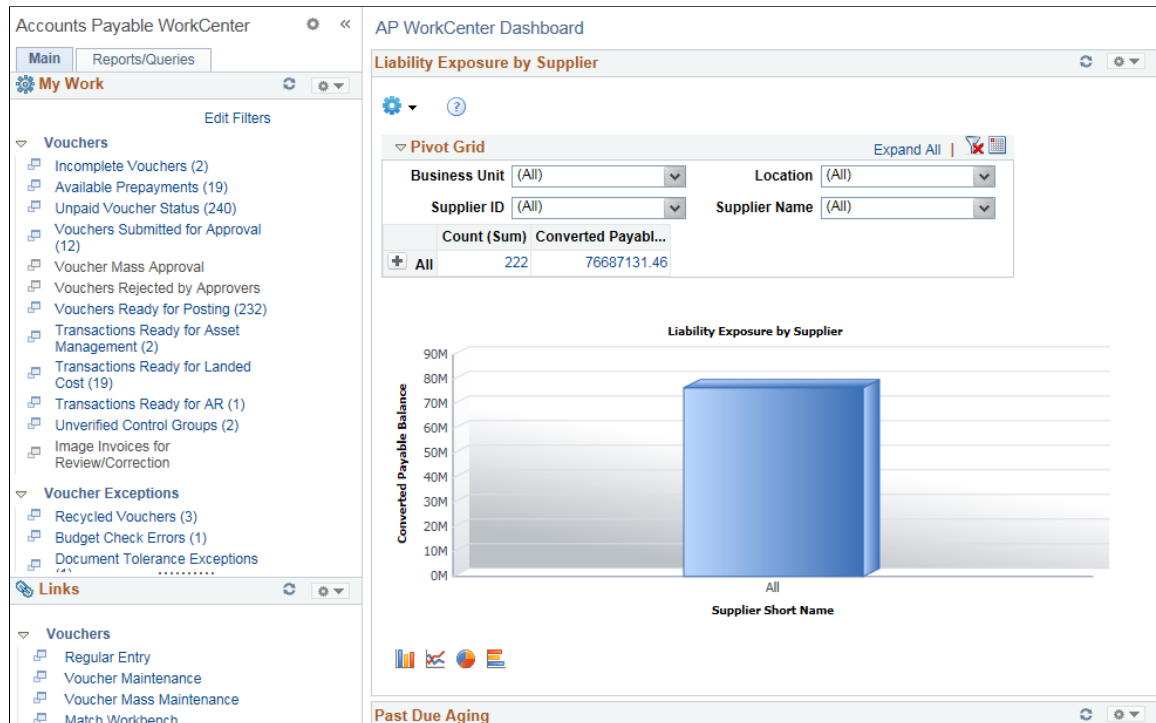 Accounts Payable WorkCenter
Main
Reports/Queries
My Work
Edit Filters
Vouchers
Incomplete Vouchers (2)
Available Prepayments (19)
Unpaid Voucher Status (240)
Vouchers Submitted for Approval
(12)
Voucher Mass Approval
Vouchers Rejected by Approvers
Vouchers Ready for Posting (232)
Transactions Ready for Asset
Management (2)
Transactions Ready for Landed
Cost (19)
Transactions Ready for AR (1)
Unverified Control Groups (2)
Image Invoices for
Review/Correction
Voucher Exceptions
Recycled Vouchers (3)
Budget Check Errors (1)
Document Tolerance Exceptions
Links
Vouchers
Regular Entry
Voucher Maintenance
Voucher Mass Maintenance
Match Workbench
AP WorkCenter Dashboard
Liability Exposure by Supplier
?
Pivot Grid
Expand All |
Business Unit (All)
Location (All)
Supplier ID (All)
Supplier Name (All)
Count (Sum) Converted Payabl...
All 222 76687131.46
Liability Exposure by Supplier
Converted Payable Balance
90M
80M
70M
60M
50M
40M
30M
20M
10M
0M
All
Supplier Short Name
Past Due Aging